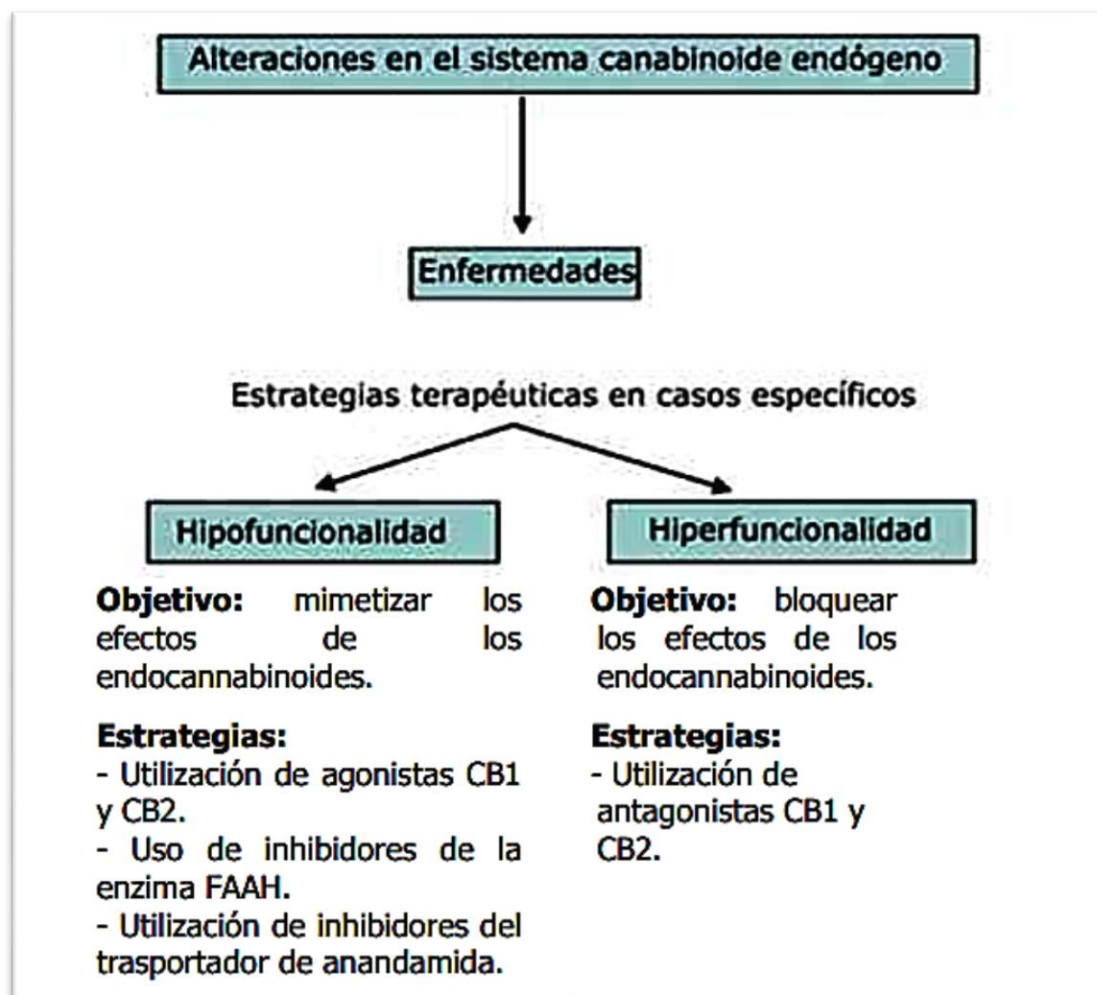 Alteraciones en el sistema canabinoide endógeno
Enfermedades
Estrategias terapéuticas en casos específicos
Hipofuncionalidad
Objetivo: mimetizar los
efectos de los
endocannabinoides.
Estrategias:
- Utilización de agonistas CB1
y CB2.
- Uso de inhibidores de la
enzima FAAH.
- Utilización de inhibidores del
trasportador de anandamida.
Hiperfuncionalidad
Objetivo: bloquear
los efectos de los
endocannabinoides.
Estrategias:
- Utilización de
antagonistas CB1 y
CB2.